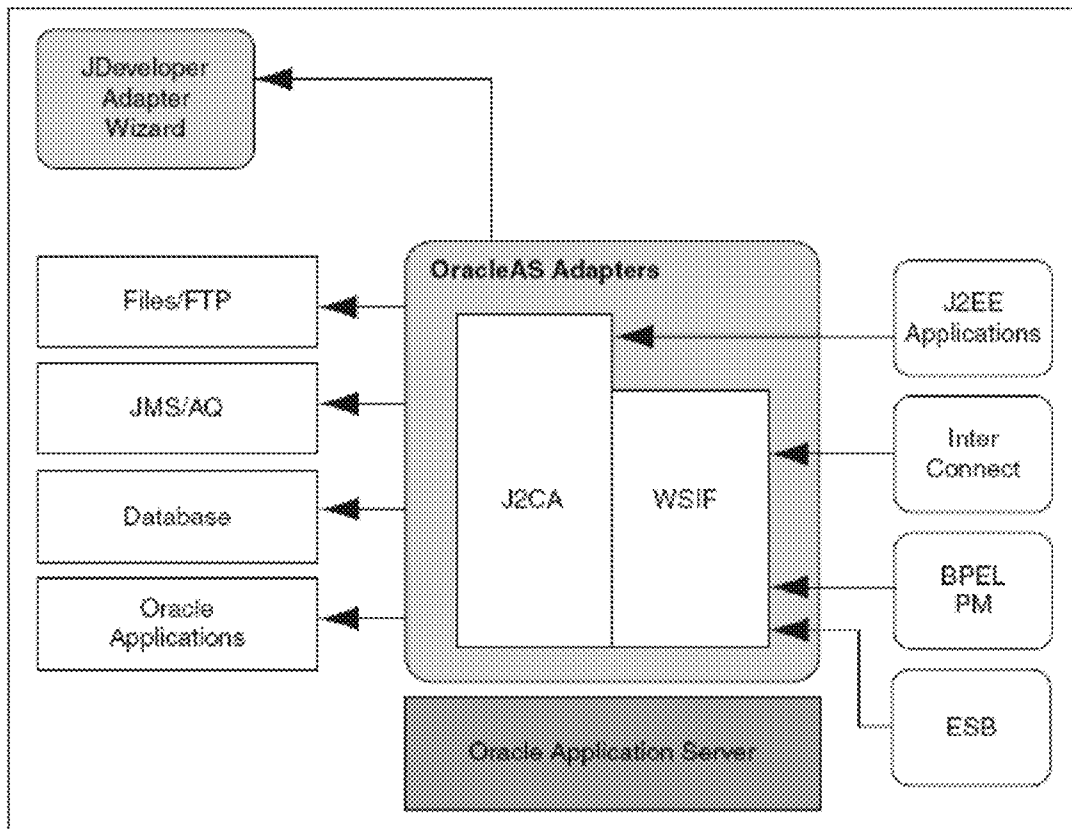 JDeveloper
Adapter
Wizard
OracleAS Adapters
Files/FTP
JMS/AQ
Database
Oracle
Applications
J2CA
WSIF
J2EE
Applications
Inter
Connect
BPEL
PM
ESB
Oracle Application Server